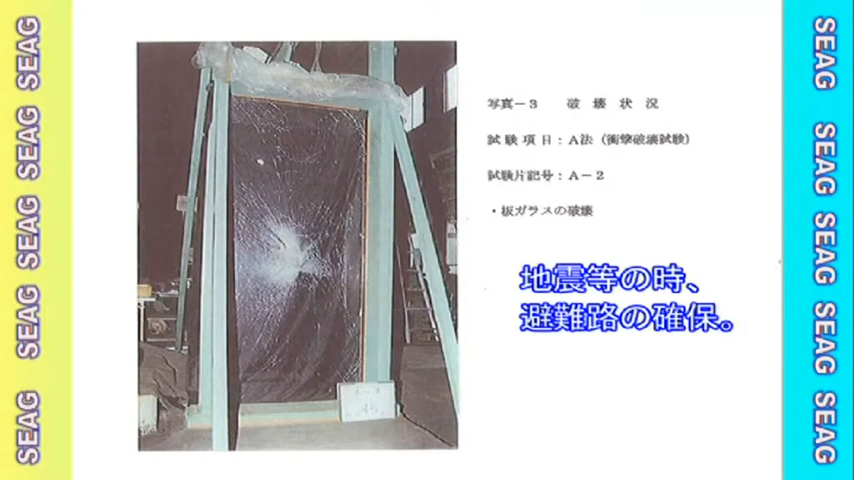 SEAG SEAG SEAG SEAG SEAG
写真－3 破壊状況
試験項目：A法（衝撃破壊試験）
試験片記号：A－2
・板ガラスの破壊
地震等の時、
避難路の確保。
SEAG SEAG SEAG SEAG SEAG